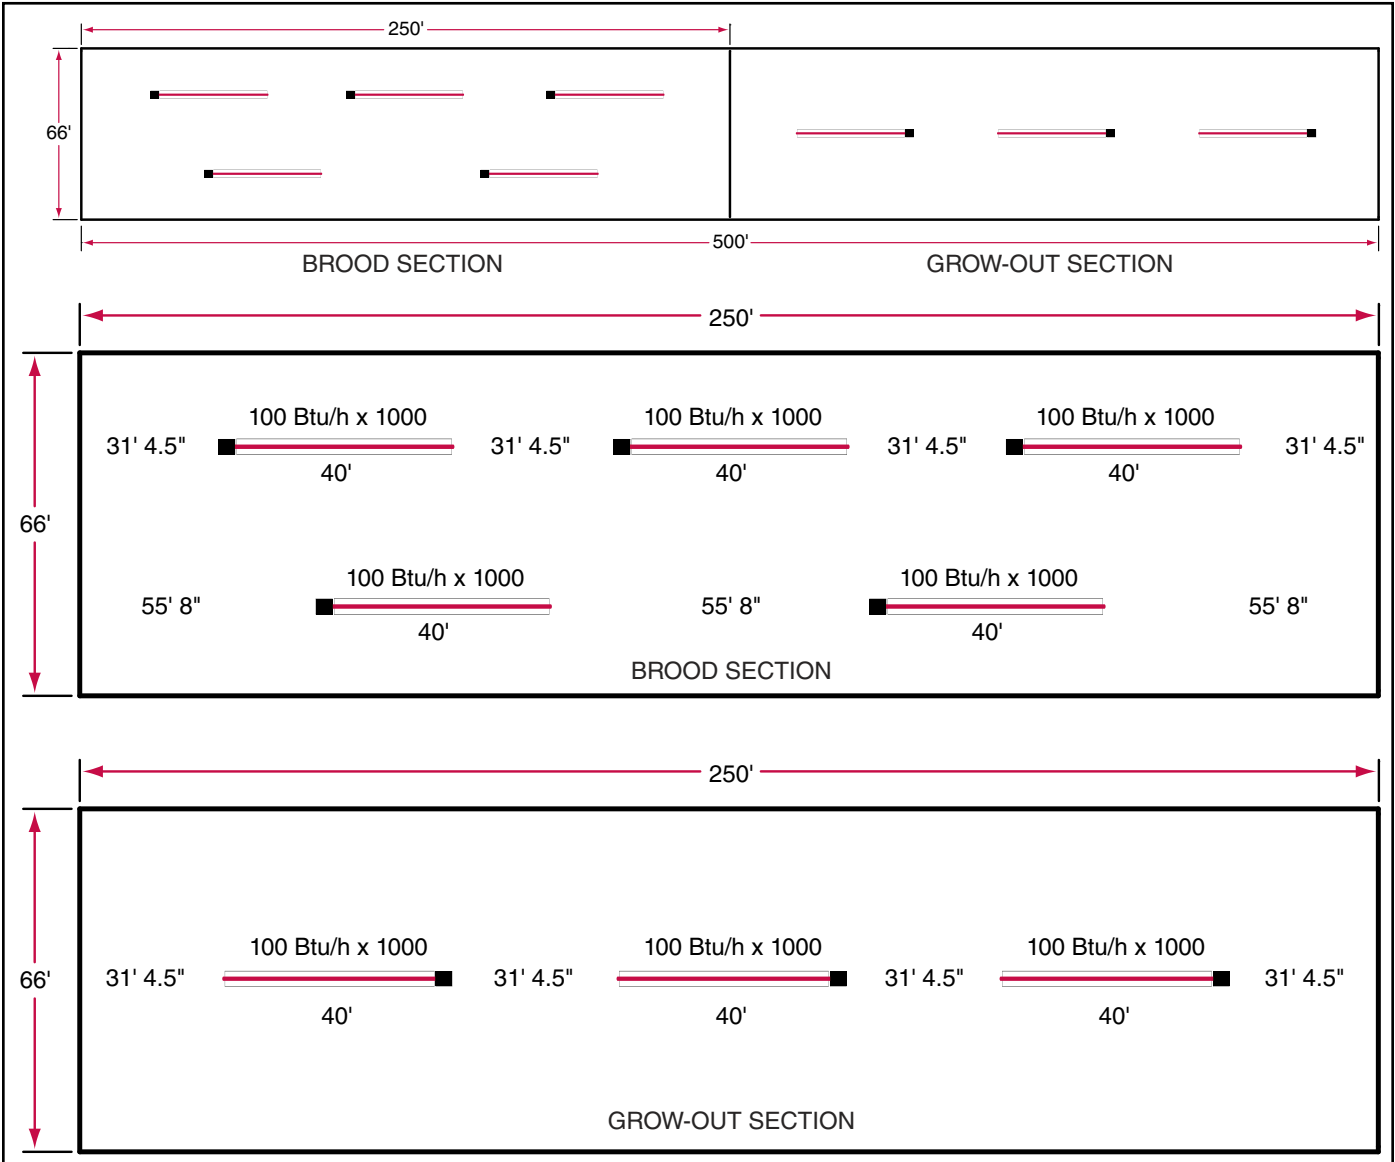 250'
66'
500'
BROOD SECTION GROW-OUT SECTION
250'
100 Btu/h x 1000 100 Btu/h x 1000 100 Btu/h x 1000
31' 4.5" 31' 4.5" 31' 4.5" 31' 4.5"
40' 40' 40'
66'
100 Btu/h x 1000 100 Btu/h x 1000
55' 8" 55' 8" 55' 8"
40' 40'
BROOD SECTION
250'
100 Btu/h x 1000 100 Btu/h x 1000 100 Btu/h x 1000
66' 31' 4.5" 31' 4.5" 31' 4.5" 31' 4.5"
40' 40' 40'
GROW-OUT SECTION